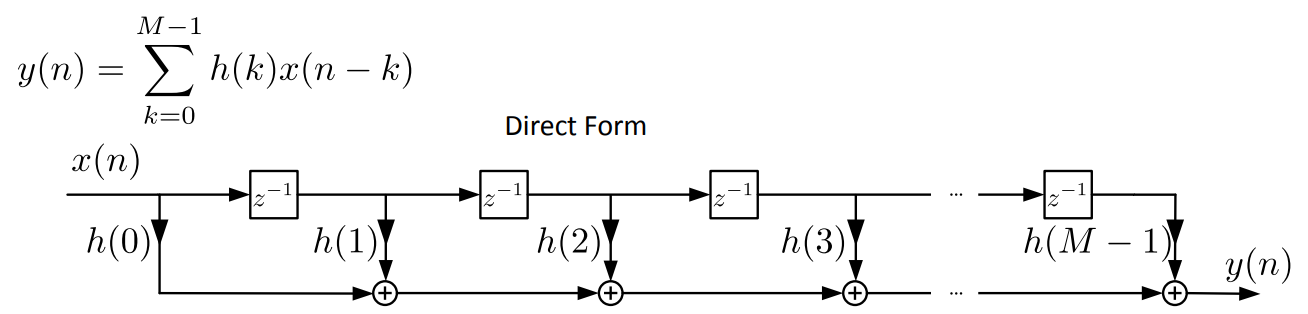 y(n) = \sum_{k=0}^{M-1} h(k)x(n − k)
Direct Form
x(n)
z^{-1} z^{-1} z^{-1} ... z^{-1}
h(0) h(1) h(2) h(3) h(M − 1)
y(n)
+ + + ... +